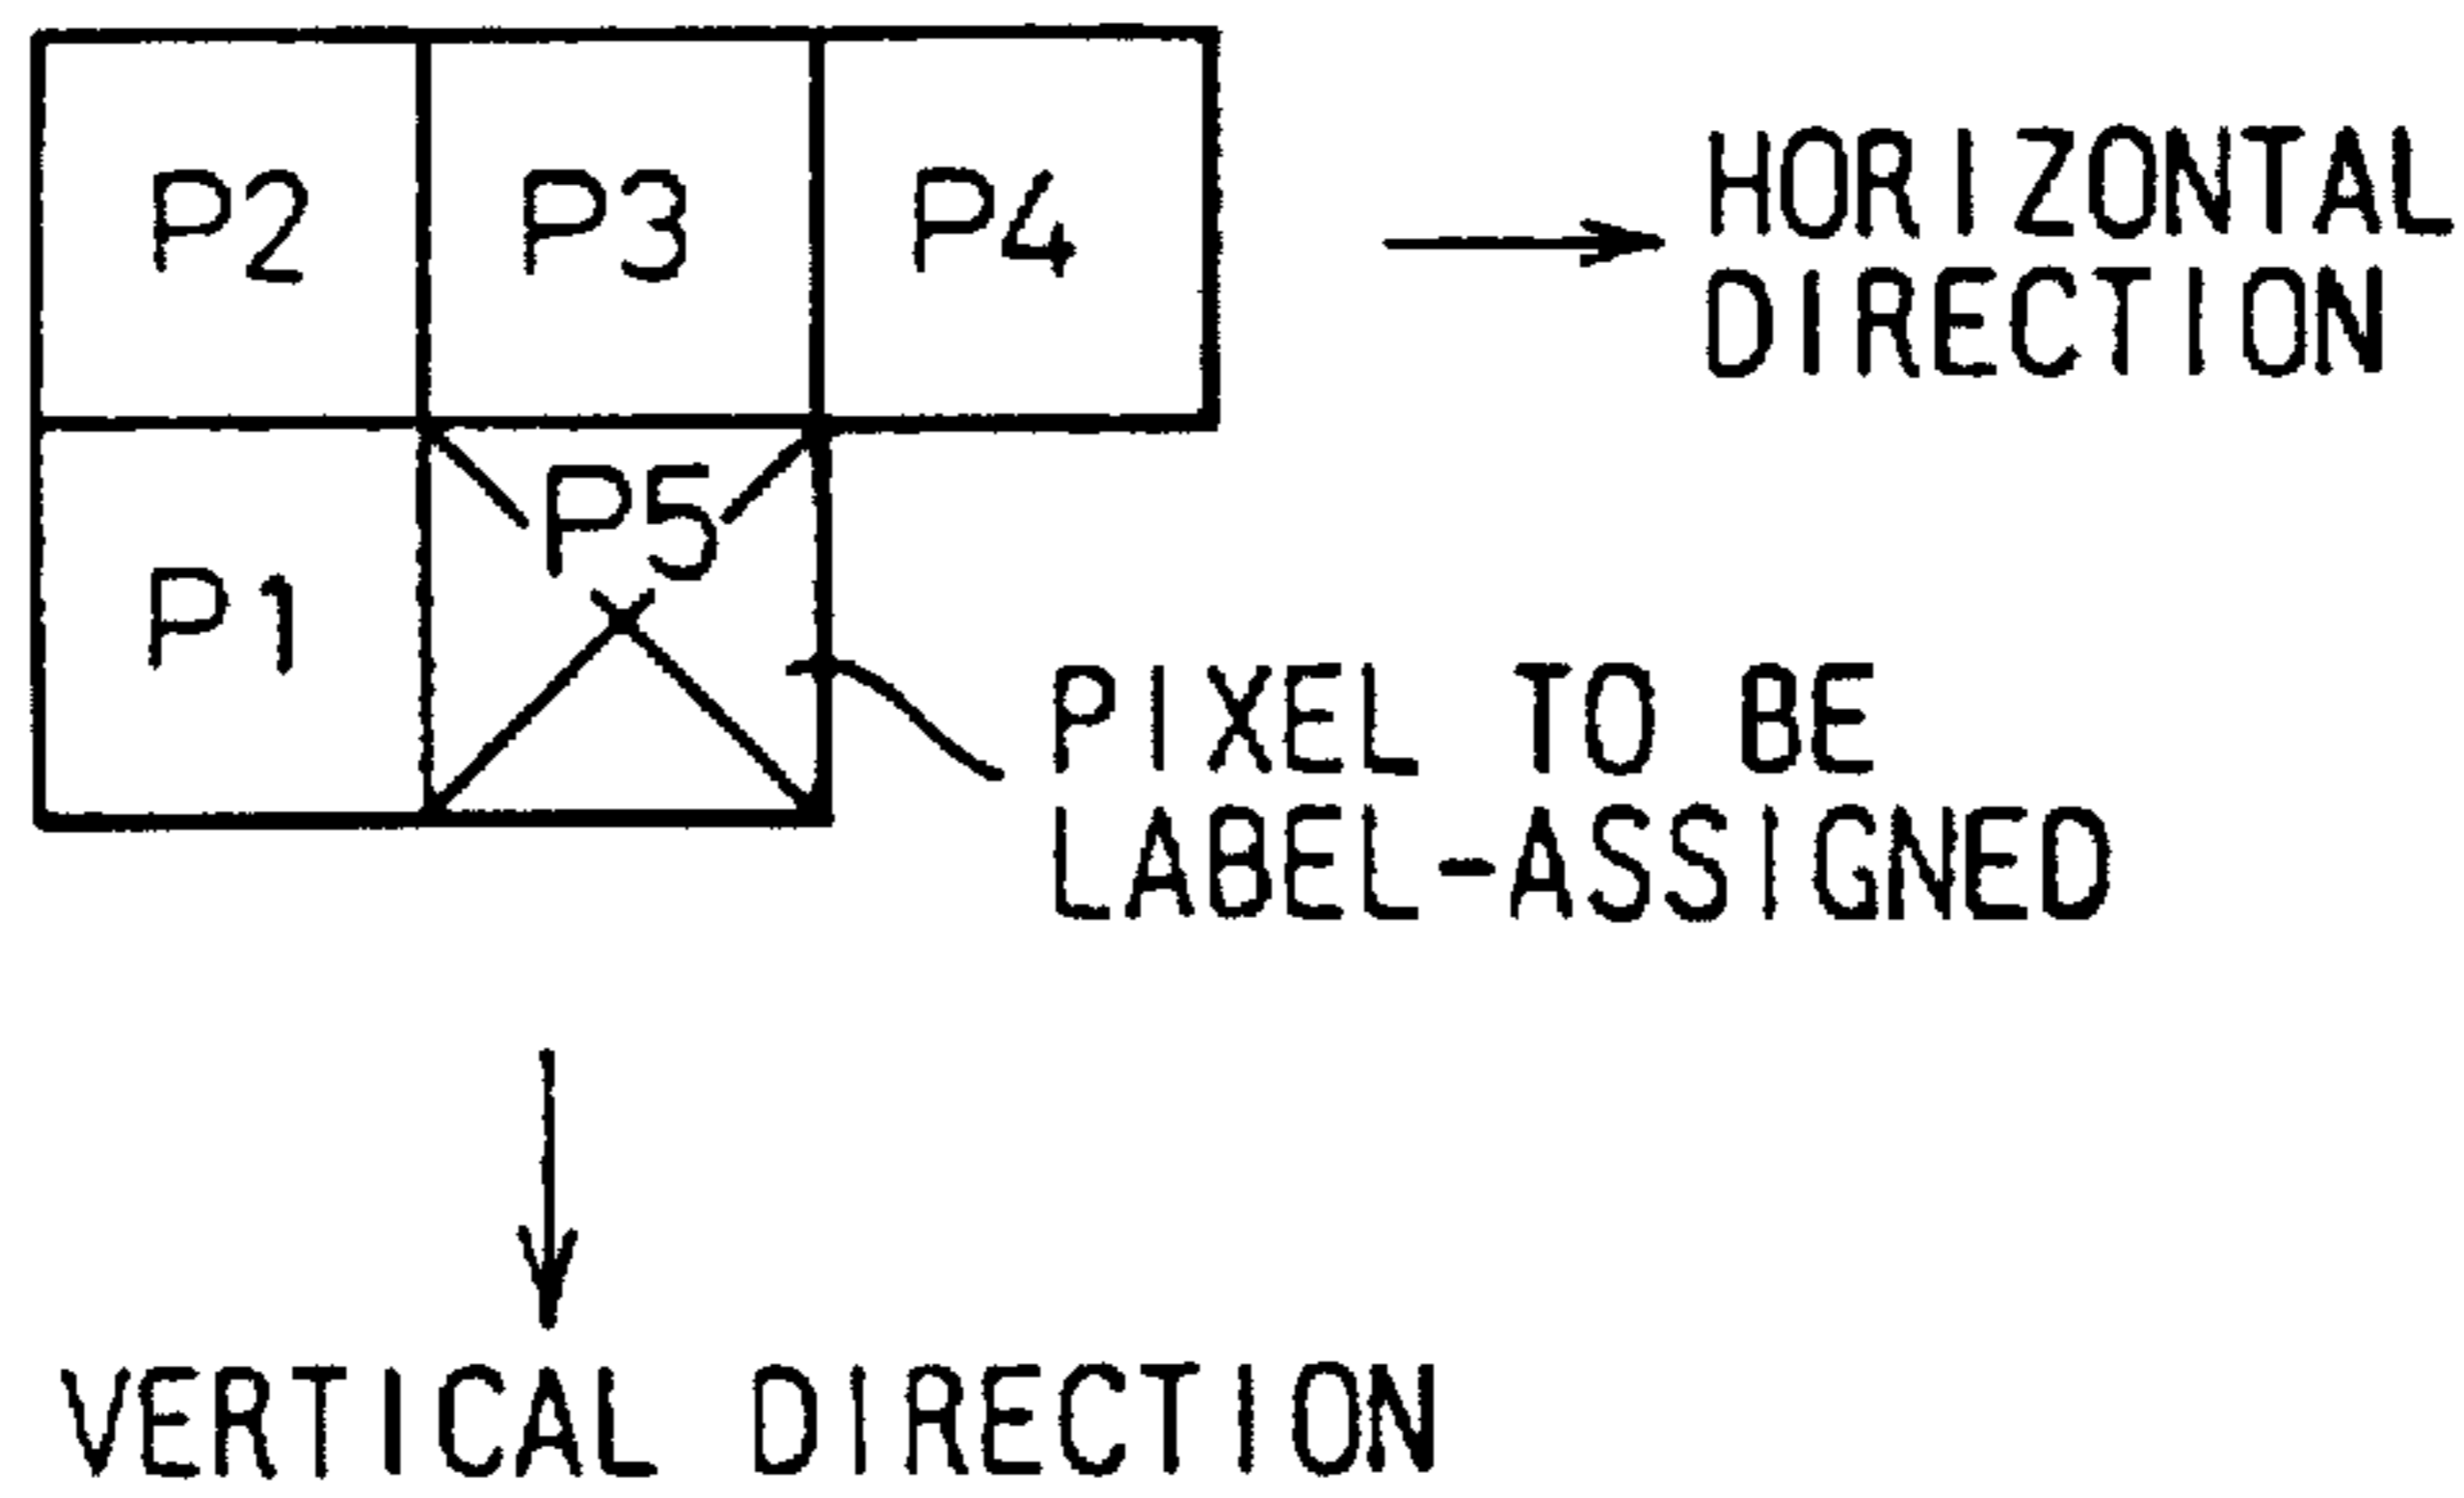 P2 P3 P4
HORIZONTAL
DIRECTION
P1 P5
PIXEL TO BE
LABEL-ASSIGNED
VERTICAL DIRECTION